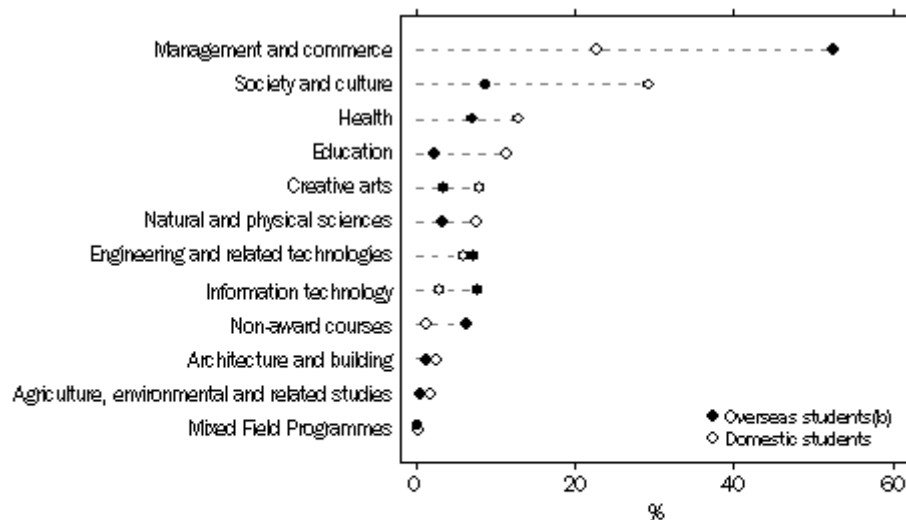 Management and commerce
Society and culture
Health
Education
Creative arts
Natural and physical sciences
Engineering and related technologies
Information technology
Non-award courses
Architecture and building
Agriculture, environmental and related studies
Mixed Field Programmes
Overseas students(b)
Domestic students
0 20 40 60
%